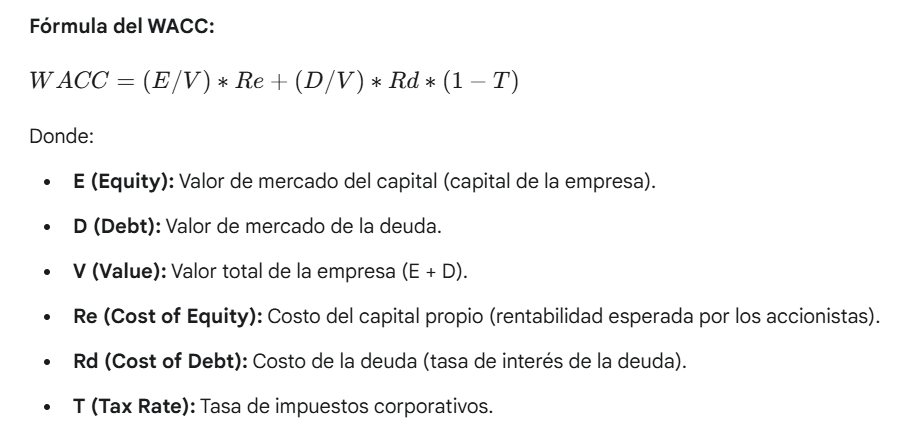 Fórmula del WACC:
WACC = (E/V) * Re + (D/V) * Rd * (1 − T)
Donde:
• E (Equity): Valor de mercado del capital (capital de la empresa).
• D (Debt): Valor de mercado de la deuda.
• V (Value): Valor total de la empresa (E + D).
• Re (Cost of Equity): Costo del capital propio (rentabilidad esperada por los accionistas).
• Rd (Cost of Debt): Costo de la deuda (tasa de interés de la deuda).
• T (Tax Rate): Tasa de impuestos corporativos.